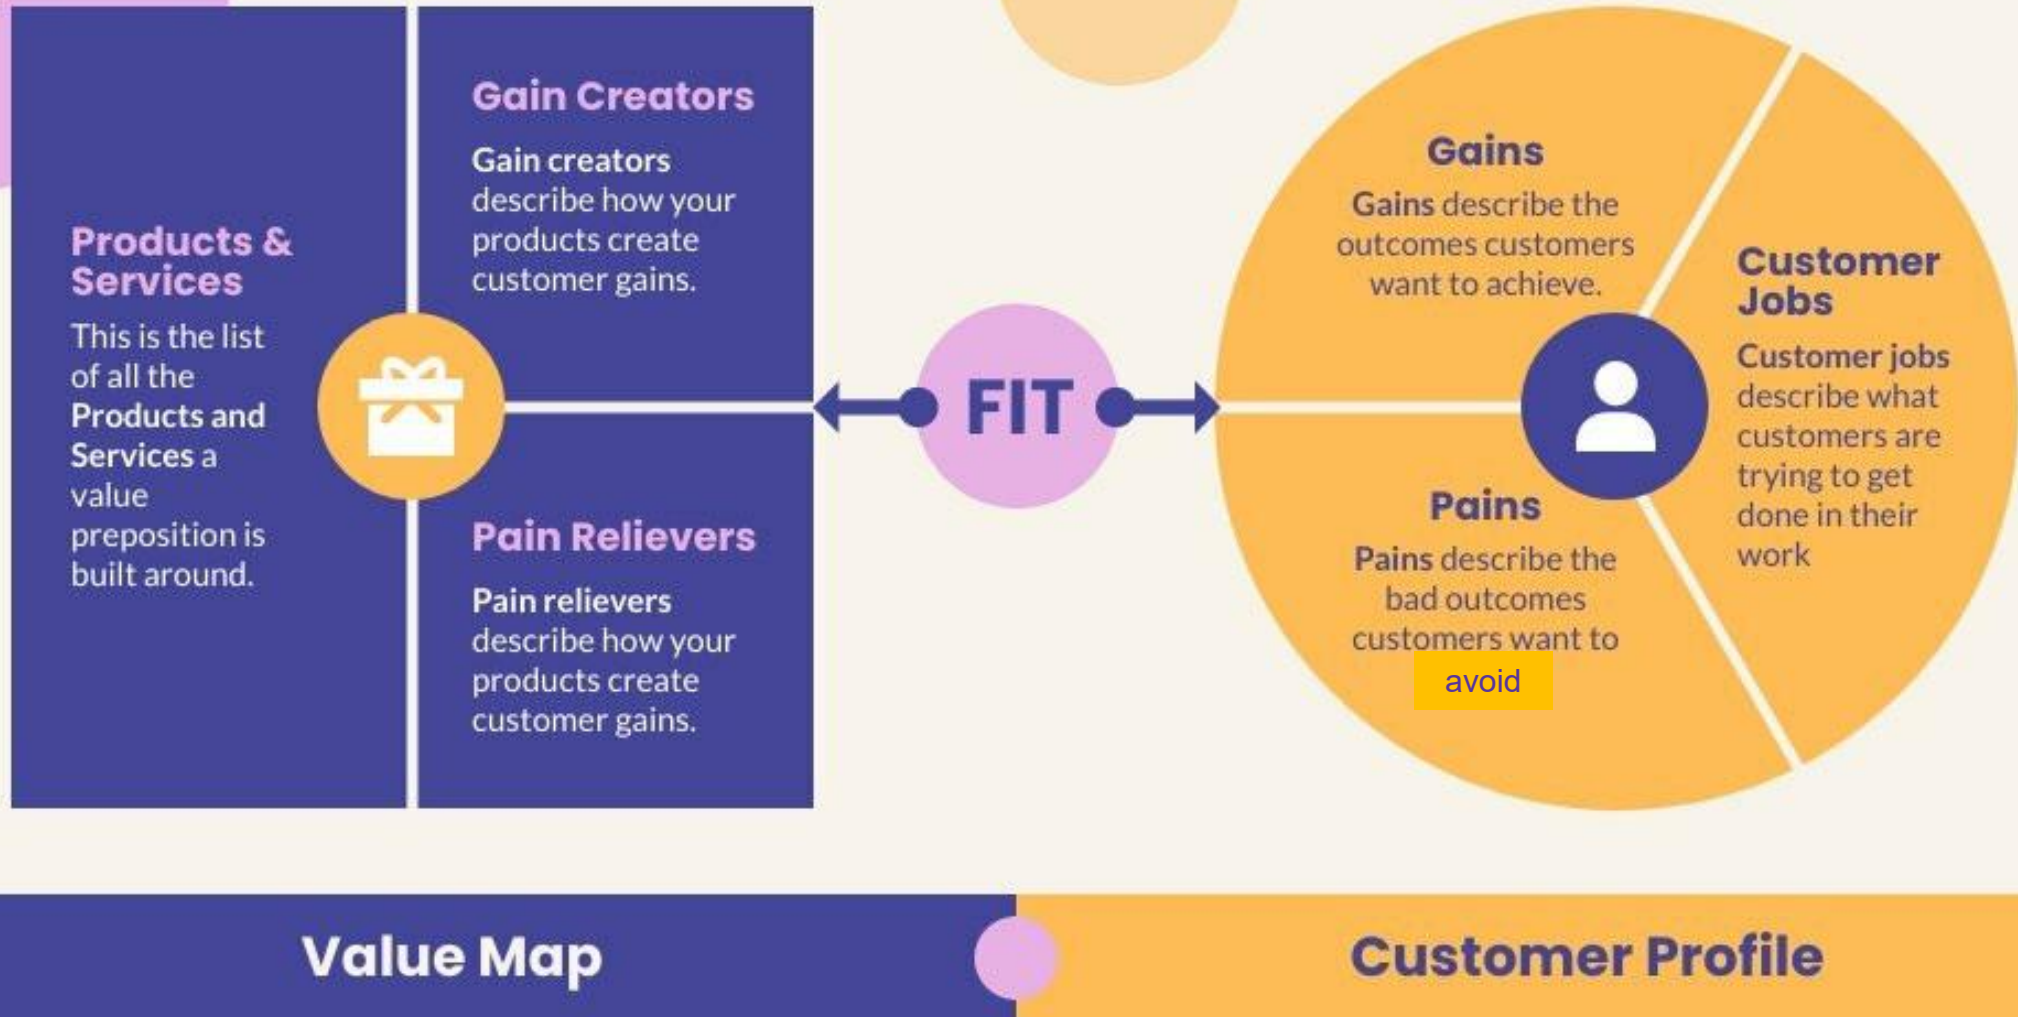 Products &
Services
This is the list
of all the
Products and
Services a
value
preposition is
built around.
Gain Creators
Gain creators
describe how your
products create
customer gains.
Pain Relievers
Pain relievers
describe how your
products create
customer gains.
FIT
Gains
Gains describe the
outcomes customers
want to achieve.
Pains
Pains describe the
bad outcomes
customers want to
avoid
Customer
Jobs
Customer jobs
describe what
customers are
trying to get
done in their
work
Value Map
Customer Profile